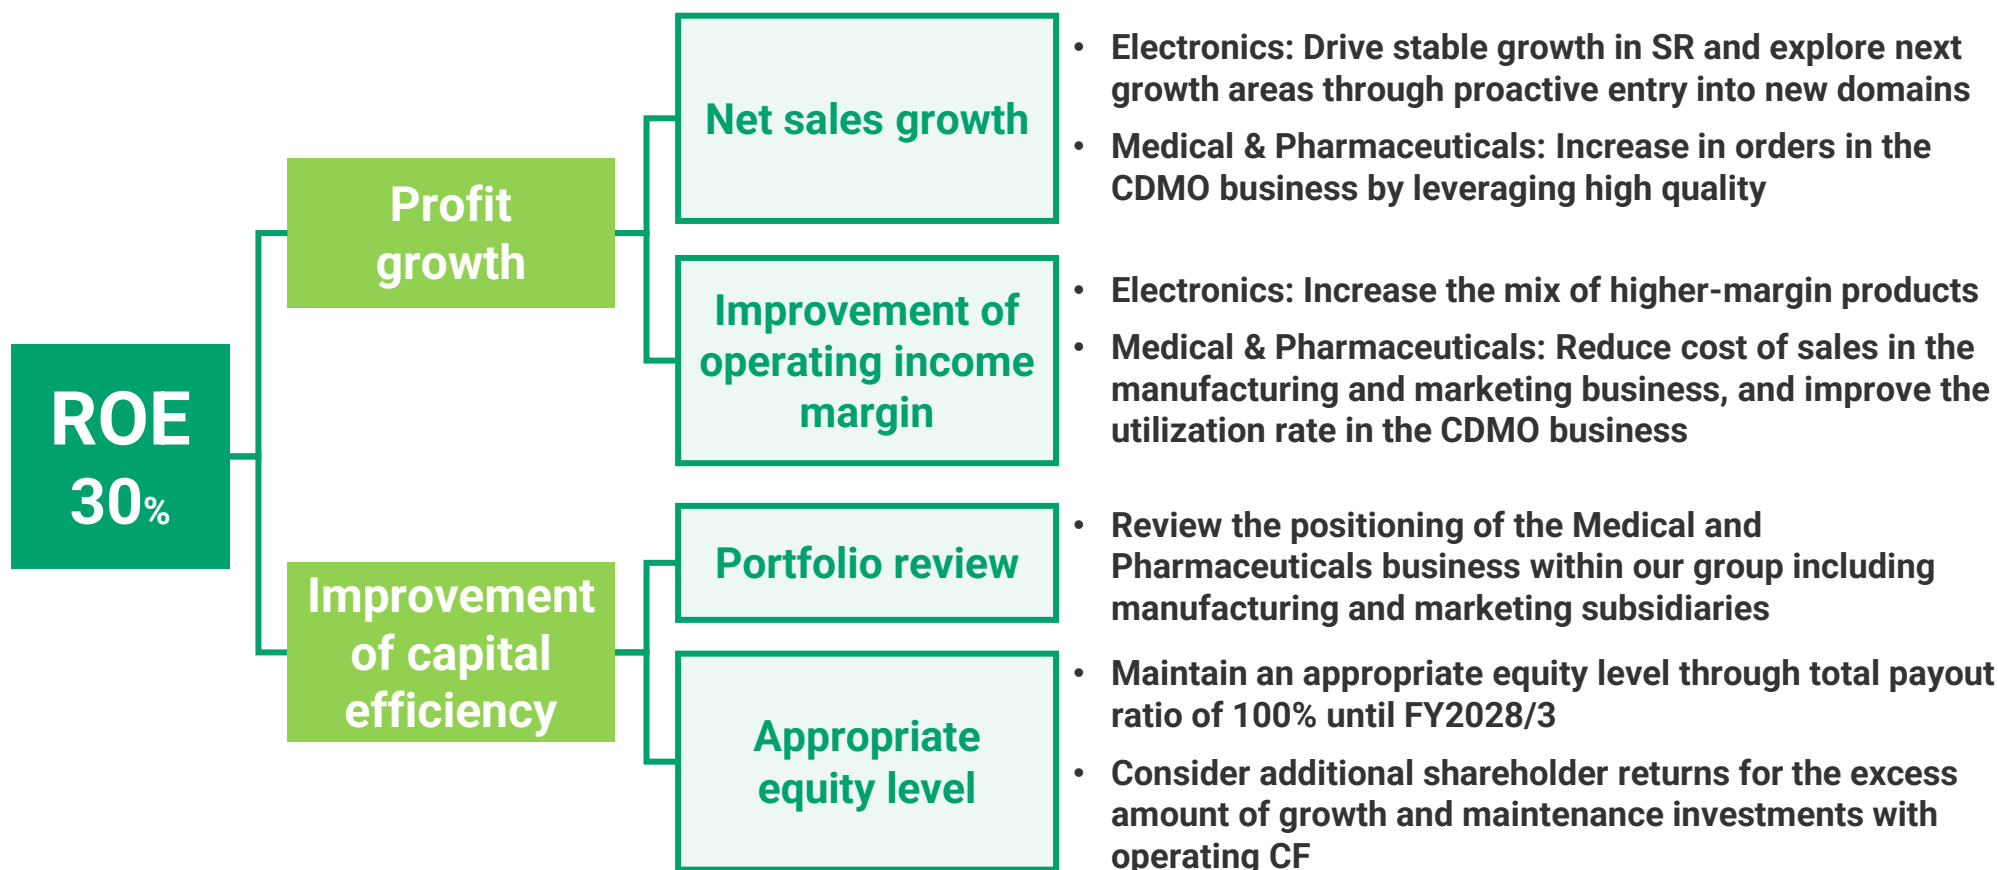 ROE
30%
Profit
growth
Net sales growth
• Electronics: Drive stable growth in SR and explore next
growth areas through proactive entry into new domains
• Medical & Pharmaceuticals: Increase in orders in the
CDMO business by leveraging high quality
Improvement of
operating income
margin
• Electronics: Increase the mix of higher-margin products
• Medical & Pharmaceuticals: Reduce cost of sales in the
manufacturing and marketing business, and improve the
utilization rate in the CDMO business
Improvement
of capital
efficiency
Portfolio review
• Review the positioning of the Medical and
Pharmaceuticals business within our group including
manufacturing and marketing subsidiaries
Appropriate
equity level
• Maintain an appropriate equity level through total payout
ratio of 100% until FY2028/3
• Consider additional shareholder returns for the excess
amount of growth and maintenance investments with
operating CF